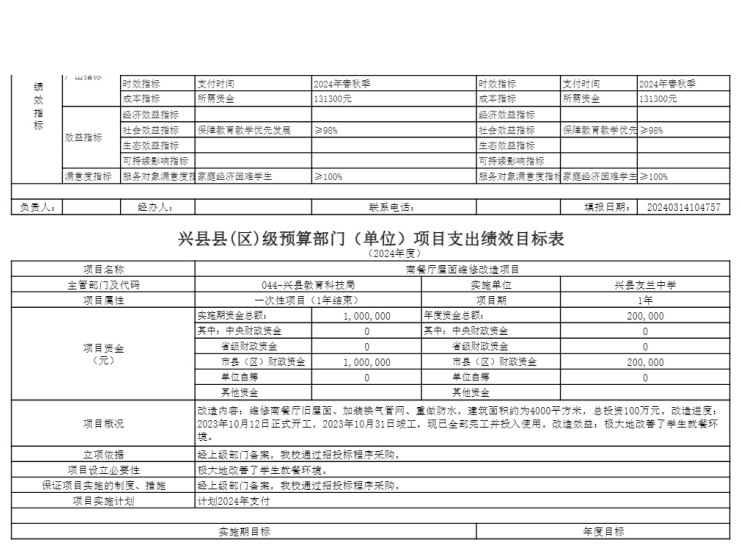 绩效指标
时效指标 支付时间 2024年春秋季 时效指标 支付时间 2024年春秋季
成本指标 所需资金 131300元 成本指标 所需资金 131300元
效益指标
经济效益指标 经济效益指标
社会效益指标 保障教育教学优先发展 ≥98% 社会效益指标 保障教育教学优先 ≥98%
生态效益指标 生态效益指标
可持续影响指标 可持续影响指标
满意度指标 服务对象满意度指 家庭经济困难学生 ≥100% 服务对象满意度指 家庭经济困难学生 ≥100%
负责人： 经办人： 联系电话： 填报日期： 20240314104757
兴县县(区)级预算部门（单位）项目支出绩效目标表
（2024年度）
项目名称 南餐厅屋面维修改造项目
主管部门及代码 044-兴县教育科技局 实施单位 兴县友兰中学
项目属性 一次性项目（1年结束） 项目期 1年
项目资金
（元）
实施期资金总额： 1,000,000 年度资金总额： 200,000
其中：中央财政资金 0 其中：中央财政资金 0
省级财政资金 0 省级财政资金 0
市县（区）财政资金 1,000,000 市县（区）财政资金 200,000
单位自筹 0 单位自筹 0
其他资金 其他资金
项目概况
改造内容：维修南餐厅旧屋面、加装换气管网、重做防水，建筑面积约为4000平方米，总投资100万元。改造进度：
2023年10月12日正式开工，2023年10月31日竣工，现已全部完工并投入使用。改造效益：极大地改善了学生就餐环
境。
立项依据 经上级部门备案，我校通过招投标程序采购。
项目设立必要性 极大地改善了学生就餐环境。
保证项目实施的制度、措施 经上级部门备案，我校通过招投标程序采购。
项目实施计划 计划2024年支付
实施期目标 年度目标